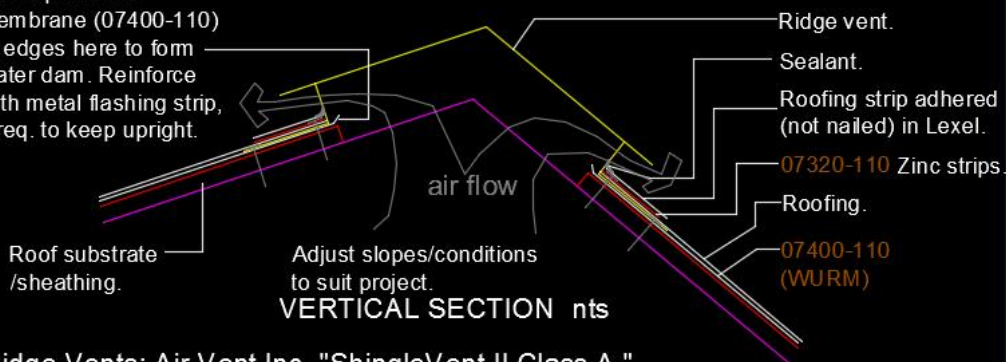 embrane (07400-110)
edges here to form
ater dam. Reinforce
th metal flashing strip,
req. to keep upright.
Ridge vent.
Sealant.
Roofing strip adhered
(not nailed) in Lexel.
07320-110 Zinc strips.
Roofing.
07400-110
(WURM)
air flow
Roof substrate
/sheathing.
Adjust slopes/conditions
to suit project.
VERTICAL SECTION nts
idge Vents: Air Vent Inc. "ShingleVent II Class A."